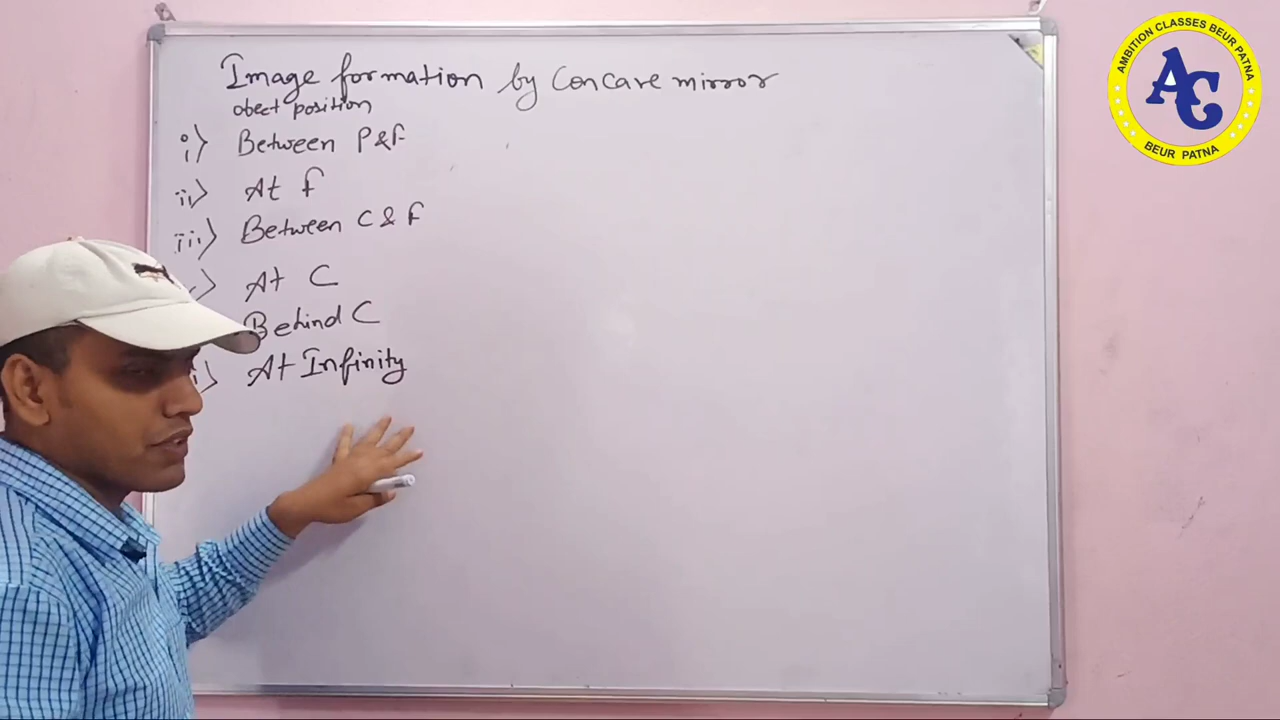 Image formation by Concave mirror
obect position
i) Between P&F
ii) At F
iii) Between C & F
At C
Behind C
At Infinity
AMBITION CLASSES BEUR PATNA
AC
BEUR PATNA